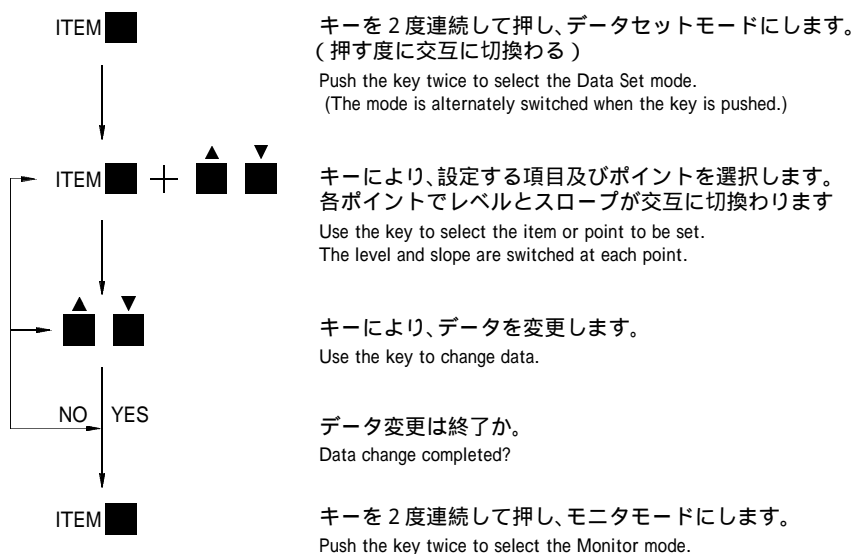 ITEM
キーを2度連続して押し、データセットモードにします。
(押す度に交互に切換わる)
Push the key twice to select the Data Set mode.
(The mode is alternately switched when the key is pushed.)
▲ ▼
ITEM +
キーにより、設定する項目及びポイントを選択します。
各ポイントでレベルとスロープが交互に切換わります
Use the key to select the item or point to be set.
The level and slope are switched at each point.
▲ ▼
キーにより、データを変更します。
Use the key to change data.
NO YES
データ変更は終了か。
Data change completed?
ITEM
キーを2度連続して押し、モニタモードにします。
Push the key twice to select the Monitor mode.